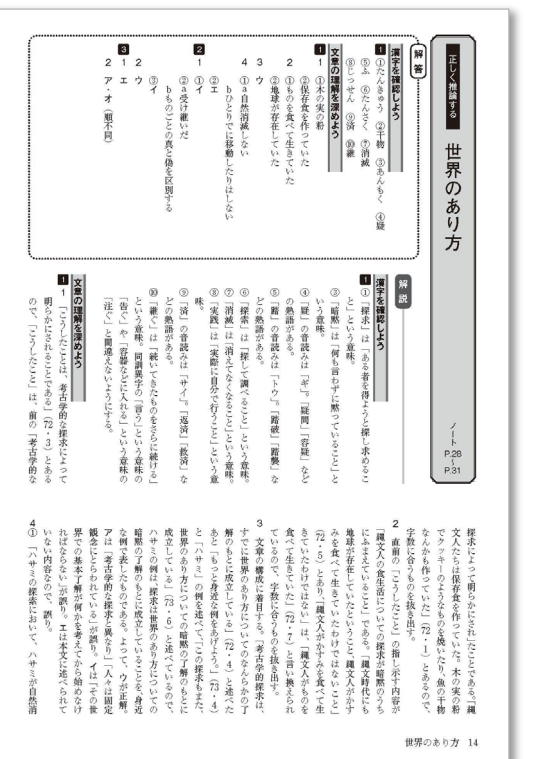 正しく推論する
世界のあり方
ノート
P.28
〜
P.31
解答
漢字を確認しよう
1 ①たんきゅう ②干物 ③あんもく ④疑
⑤ふ ⑥たんさく ⑦消滅
⑧じっせん ⑨済 ⑩継
文章の理解を深めよう
1
1 ①木の実の粉
②保存食を作っていた
2 ①ものを食べて生きていた
②地球が存在していた
3 ウ
4 ①a自然消滅しない
bひとりでに移動したりはしない
②エ
2
1 ①イ
②a受け継いだ
bものごとの真と偽を区別する
③イ
2 ウ
3
1 エ
2 ア・オ(順不同)
解説
漢字を確認しよう
1 ①「探求」は「ある者を得ようと探し求めるこ
と」という意味。
③「暗黙」は「何も言わずに黙っていること」と
いう意味。
④「疑」の音読みは「ギ」。「疑問」「容疑」など
の熟語がある。
⑤「踏」の音読みは「トウ」。「踏破」「踏襲」な
どの熟語がある。
⑥「探索」は「探して調べること」という意味。
⑦「消滅」は「消えてなくなること」という意味。
⑧「実践」は「実際に自分で行うこと」という意
味。
⑨「済」の音読みは「サイ」。「返済」「救済」な
どの熟語がある。
⑩「継ぐ」は「続いてきたものをさらに続ける」
という意味。同訓異字の「言う」という意味の
「告ぐ」や、「容器などに入れる」という意味の
「注ぐ」と間違えないようにする。
文章の理解を深めよう
1
1 「こうしたことは、考古学的な探求によって
明らかにされることである」(72・3)とある
ので、「こうしたこと」は、前の「考古学的な
探求によって明らかにされ」たことである。「縄
文人たちは保存食を作っていた。木の実の粉
でクッキーのようなものを焼いたり、魚の干物
なんかも作っていた」(72・1)とあるので、
字数に合うものを抜き出す。
2 直前の「こうしたこと」の指し示す内容が
「縄文人の食生活についての探求が暗黙のうち
にふまえていること」である。「縄文時代にも
地球が存在していたということ、縄文人がかす
みを食べて生きていたわけではないこと」
(72・5)とあり、「縄文人がかすみを食べて生
きていたわけではない」は、「縄文人がものを
食べて生きていた」(72・7)と言い換えられ
ているので、字数に合うものを抜き出す。
3 文章の構成に着目する。「考古学的探求は、
すでに世界のあり方についてのなんらかの了
解のもとに成立している」(72・4)と述べた
あと、「もっと身近な例をあげよう。」(73・4)
と、「ハサミ」の例を述べて、「この探求もまた、
世界のあり方についての暗黙の了解のもとに
成立している」(73・6)と述べているので、
ハサミの例は、探求は世界のあり方についての
暗黙の了解のもとに成立していることを、身近
な例で表したものである。よって、ウが正解。
アは「考古学的な探求と異なり」「人々は固定
観念にとらわれている」が誤り。イは「その世
界での基本了解が何かを考えてから始めなけ
ればならない」が誤り。エは本文に述べられて
いない内容なので、誤り。
4 ①「ハサミの探索において、ハサミが自然消
世界のあり方 14